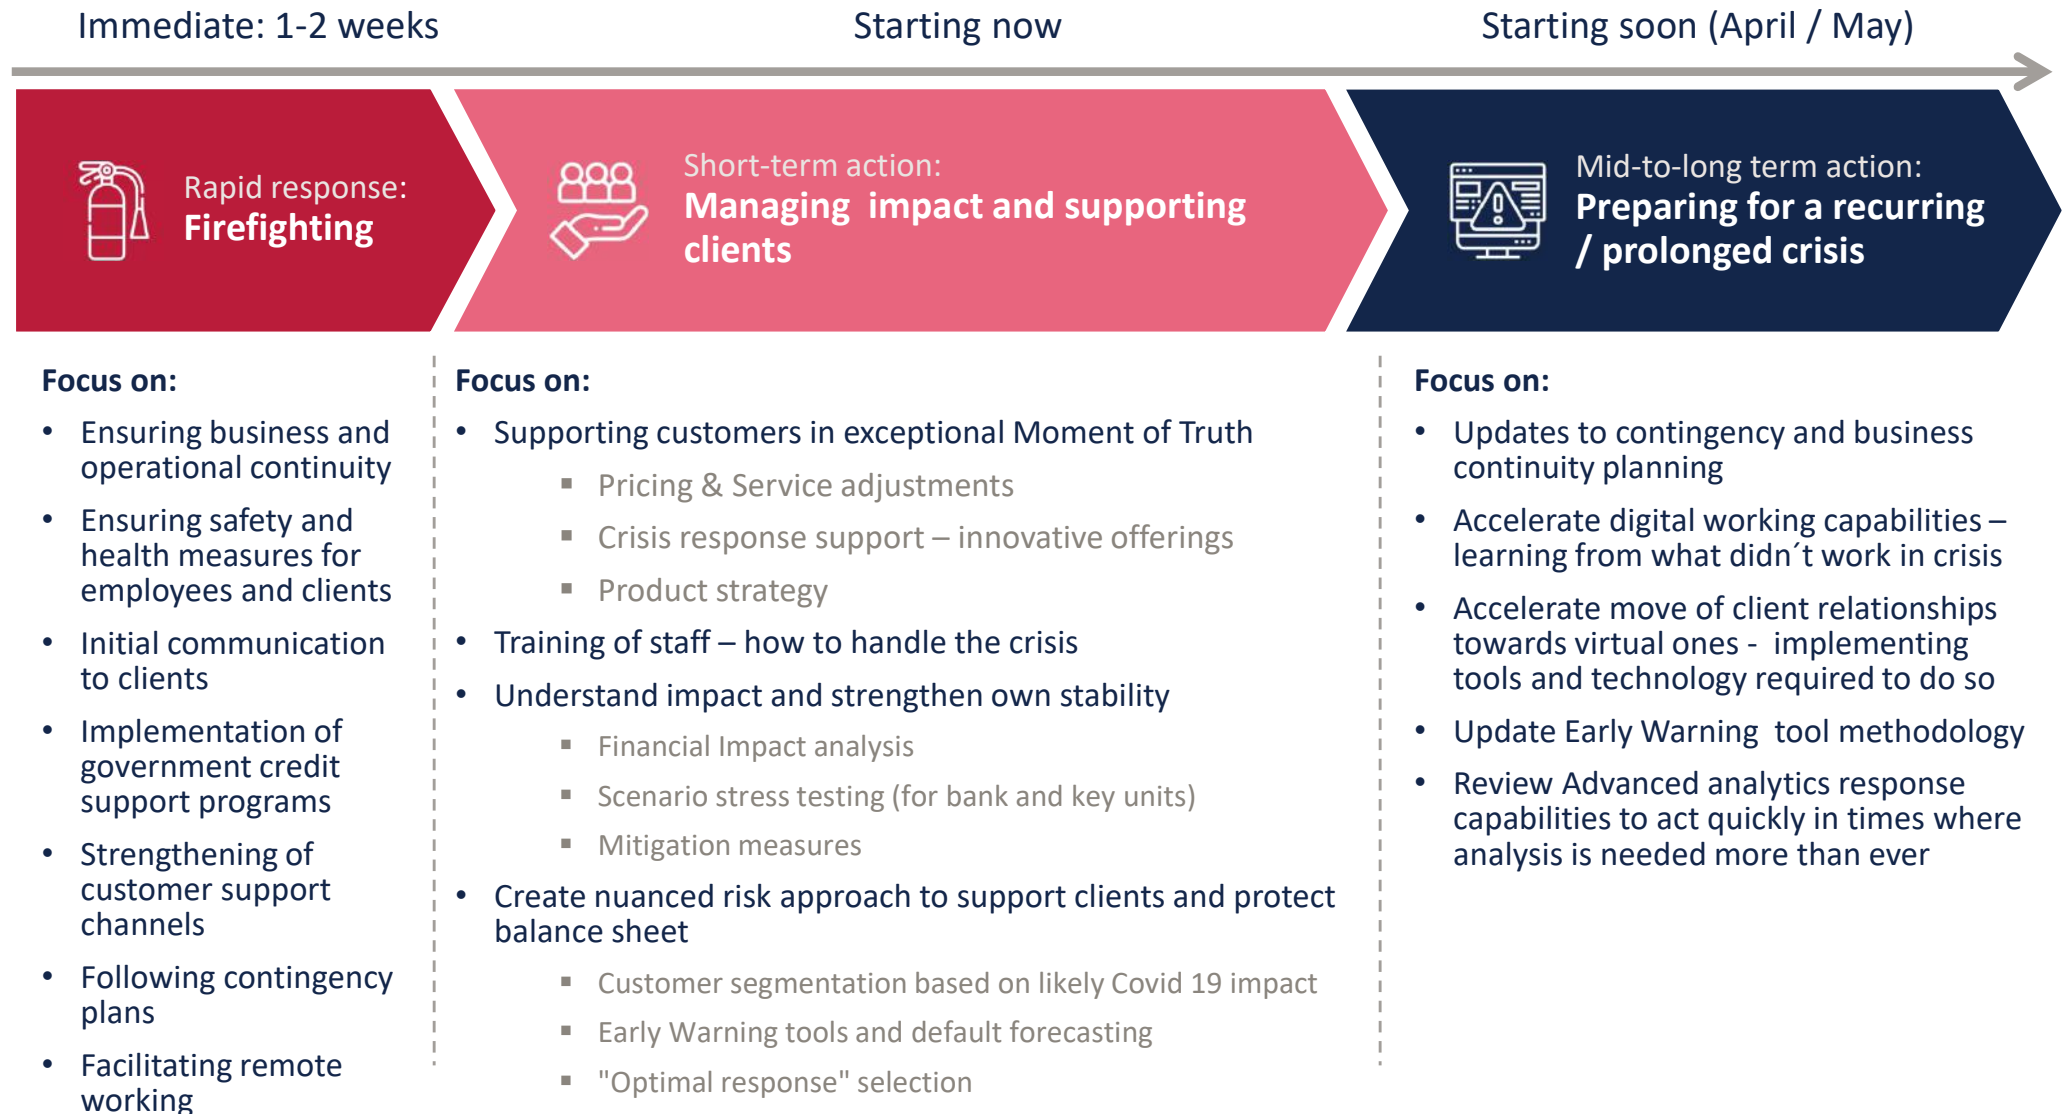 Immediate: 1-2 weeks
Starting now
Starting soon (April / May)
Rapid response:
Firefighting
Short-term action:
Managing  impact and supporting
clients
Mid-to-long term action:
Preparing for a recurring
/ prolonged crisis
Focus on:
• Ensuring business and
operational continuity
• Ensuring safety and
health measures for
employees and clients
• Initial communication
to clients
• Implementation of
government credit
support programs
• Strengthening of
customer support
channels
• Following contingency
plans
• Facilitating remote
working
Focus on:
• Supporting customers in exceptional Moment of Truth
▪ Pricing & Service adjustments
▪ Crisis response support – innovative offerings
▪ Product strategy
• Training of staff – how to handle the crisis
• Understand impact and strengthen own stability
▪ Financial Impact analysis
▪ Scenario stress testing (for bank and key units)
▪ Mitigation measures
• Create nuanced risk approach to support clients and protect
balance sheet
▪ Customer segmentation based on likely Covid 19 impact
▪ Early Warning tools and default forecasting
▪ "Optimal response" selection
Focus on:
• Updates to contingency and business
continuity planning
• Accelerate digital working capabilities –
learning from what didn´t work in crisis
• Accelerate move of client relationships
towards virtual ones -  implementing
tools and technology required to do so
• Update Early Warning  tool methodology
• Review Advanced analytics response
capabilities to act quickly in times where
analysis is needed more than ever